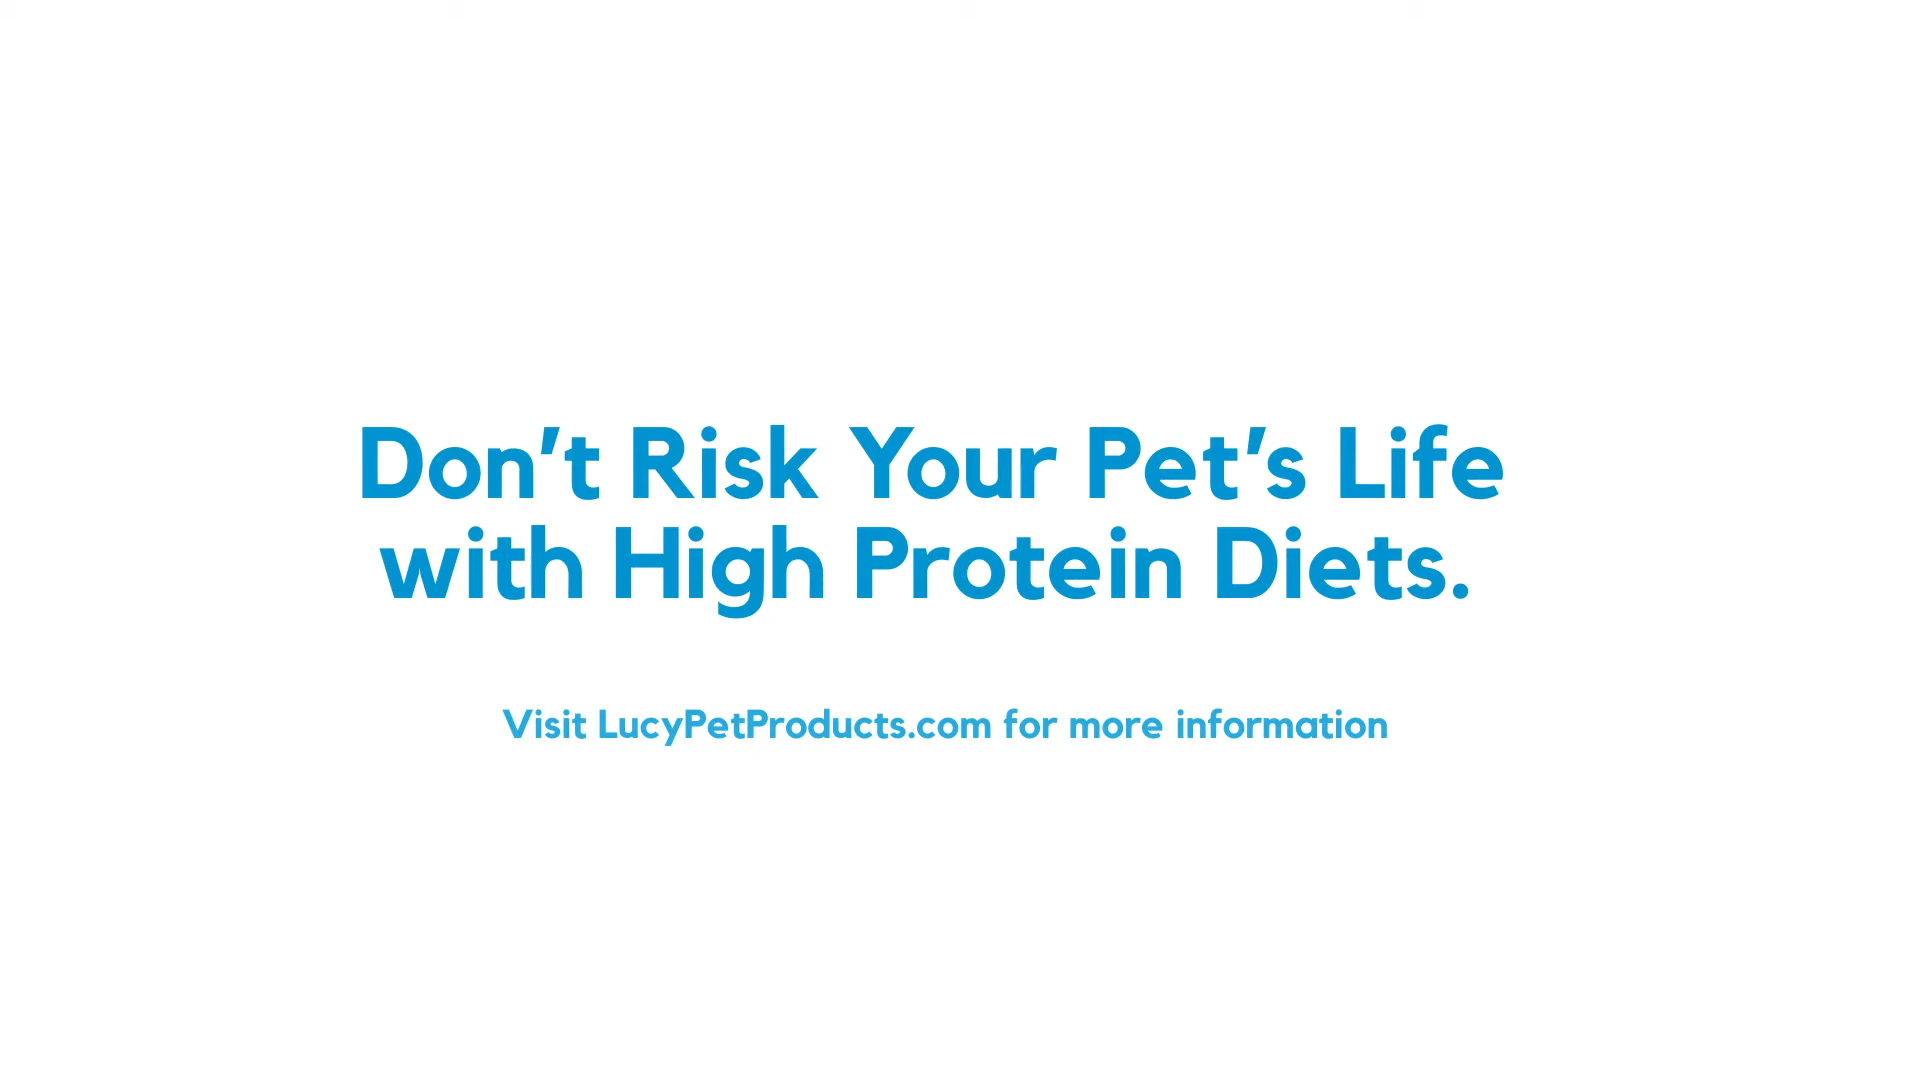 Don’t Risk Your Pet’s Life
with High Protein Diets.
Visit LucyPetProducts.com for more information